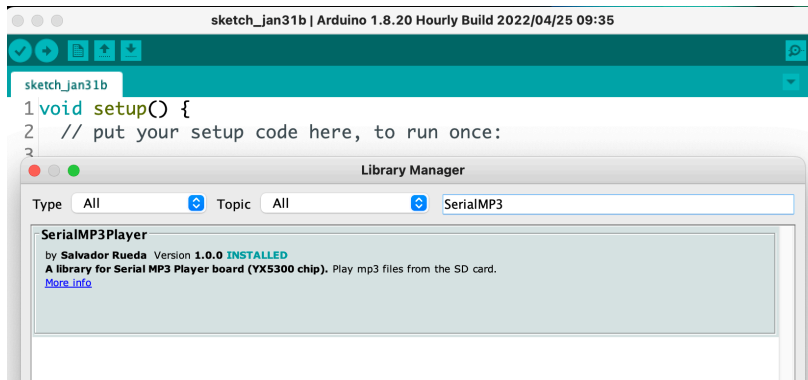 sketch_jan31b | Arduino 1.8.20 Hourly Build 2022/04/25 09:35
sketch_jan31b
1 void setup() {
2 // put your setup code here, to run once:
3
Library Manager
Type All Topic All SerialMP3
SerialMP3Player
by Salvador Rueda Version 1.0.0 INSTALLED
A library for Serial MP3 Player board (YX5300 chip). Play mp3 files from the SD card.
More info